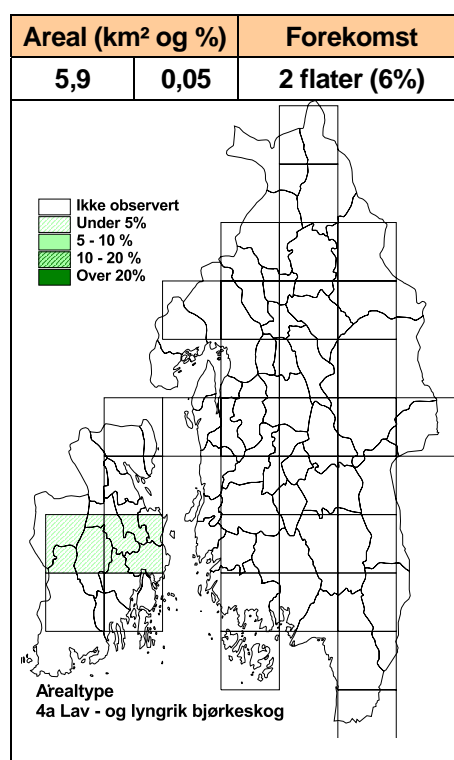 Areal (km² og %) Forekomst
5,9 0,05 2 flater (6%)
Ikke observert
Under 5%
5 - 10 %
10 - 20 %
Over 20%
Arealtype
4a Lav - og lyngrik bjørkeskog